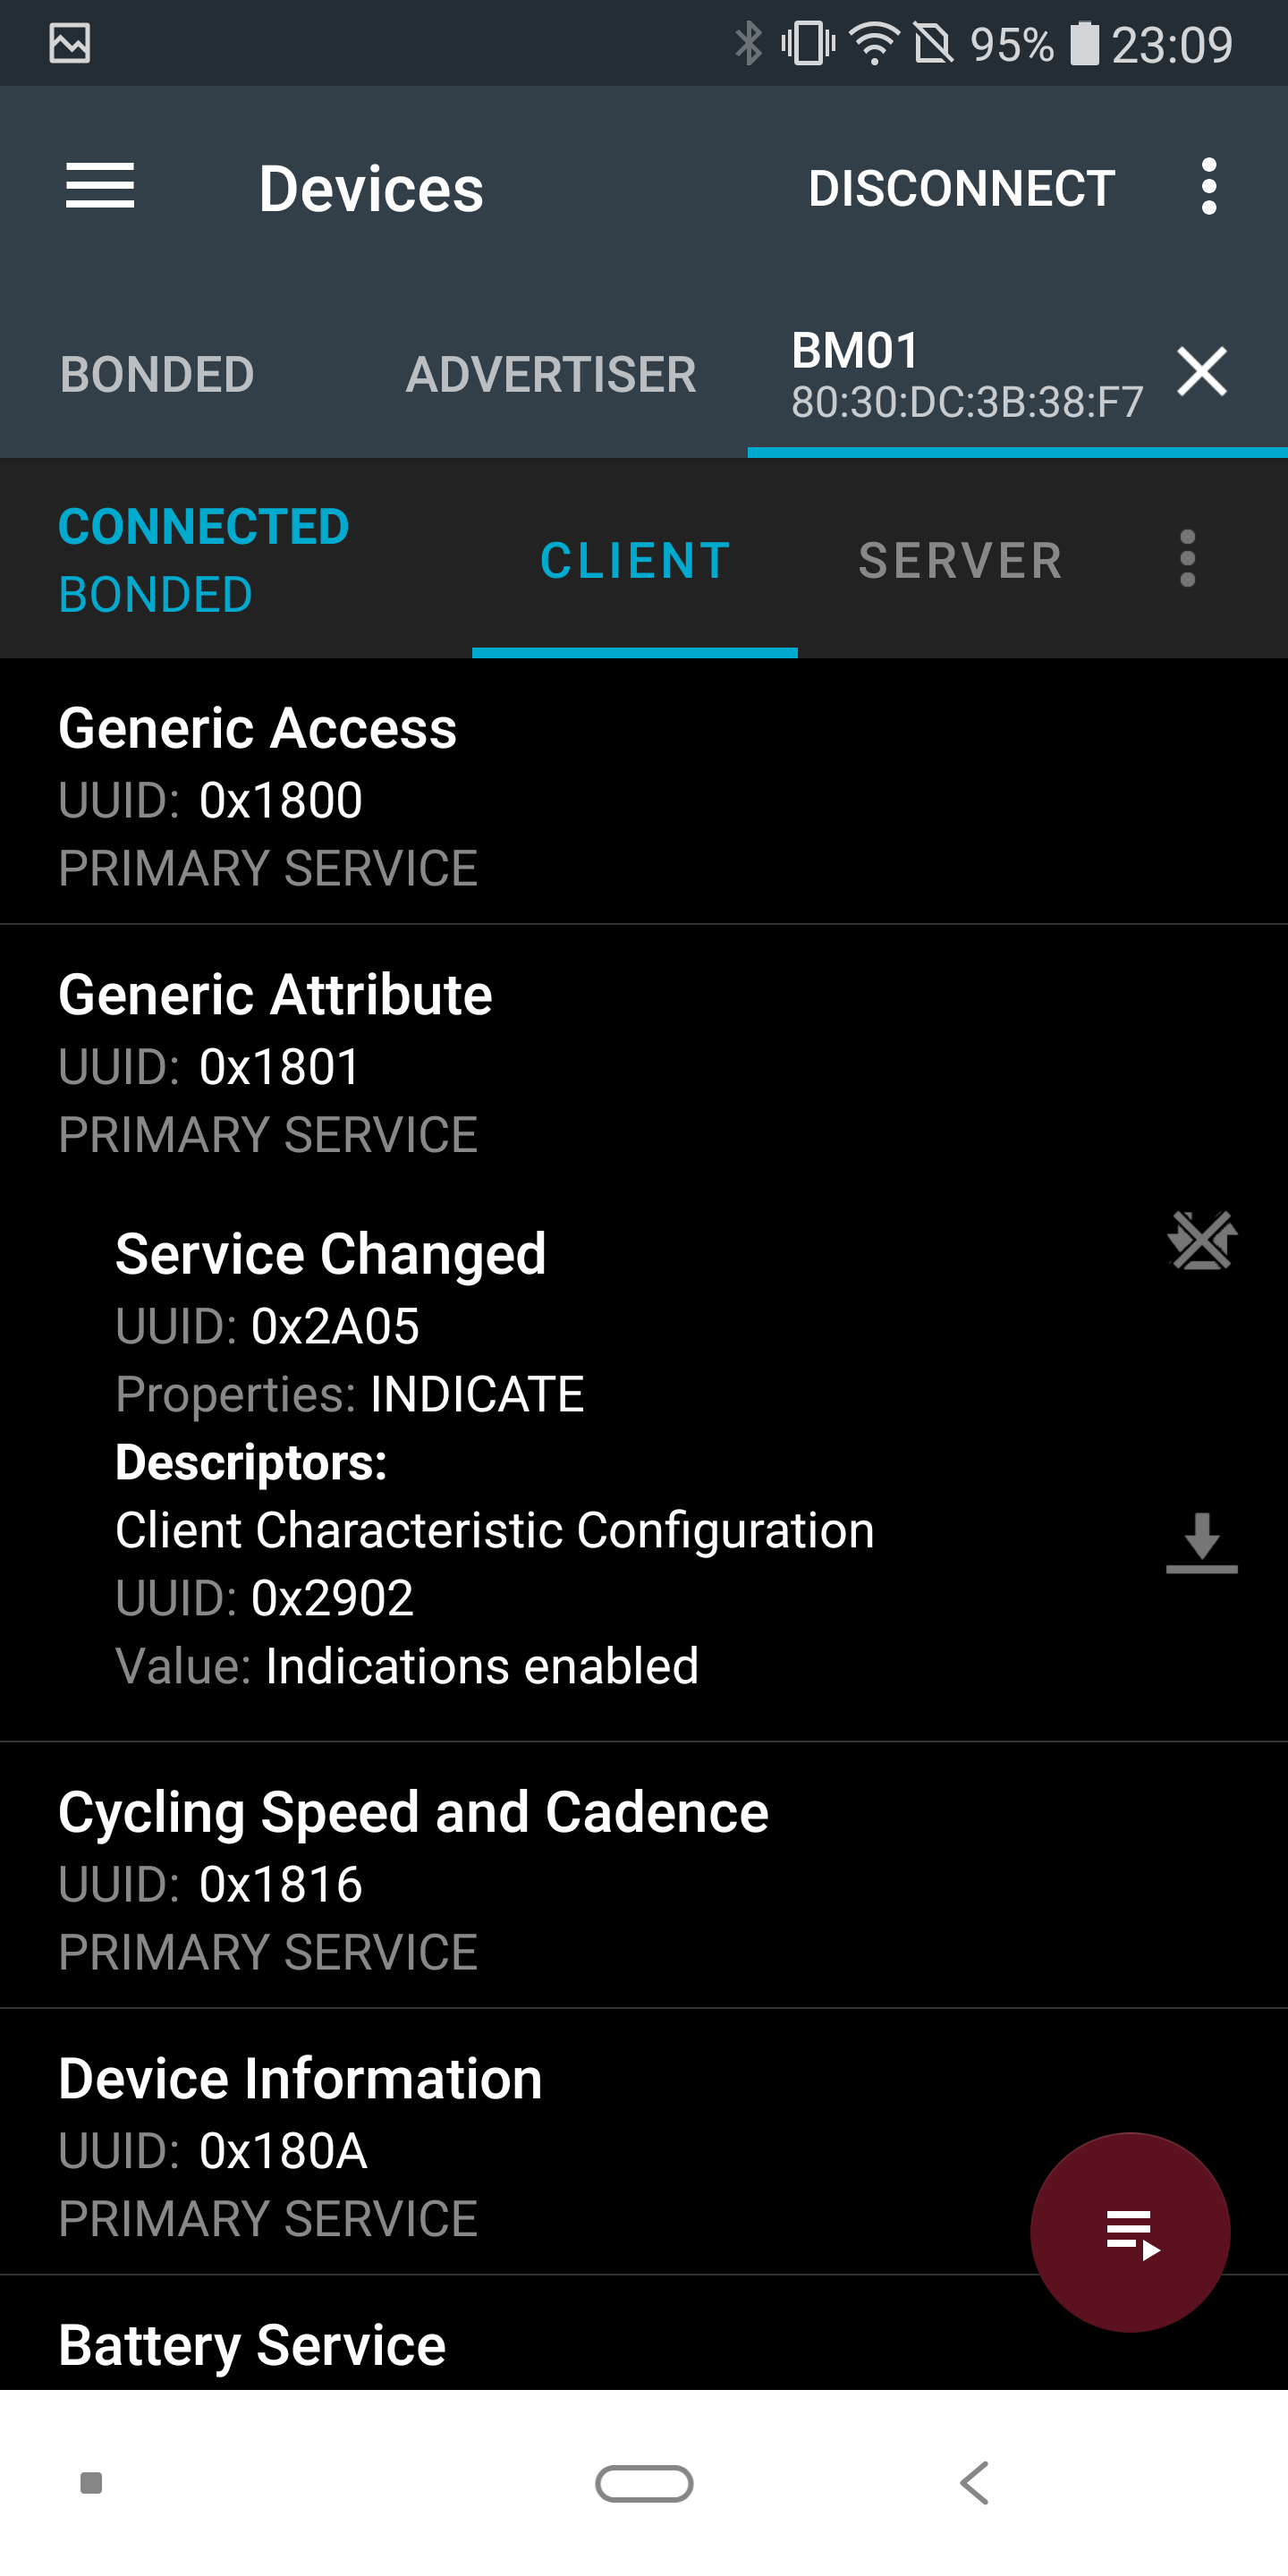 95% 23:09
Devices DISCONNECT
BONDED ADVERTISER BM01
80:30:DC:3B:38:F7
CONNECTED
BONDED
CLIENT SERVER
Generic Access
UUID: 0x1800
PRIMARY SERVICE
Generic Attribute
UUID: 0x1801
PRIMARY SERVICE
Service Changed
UUID: 0x2A05
Properties: INDICATE
Descriptors:
Client Characteristic Configuration
UUID: 0x2902
Value: Indications enabled
Cycling Speed and Cadence
UUID: 0x1816
PRIMARY SERVICE
Device Information
UUID: 0x180A
PRIMARY SERVICE
Battery Service